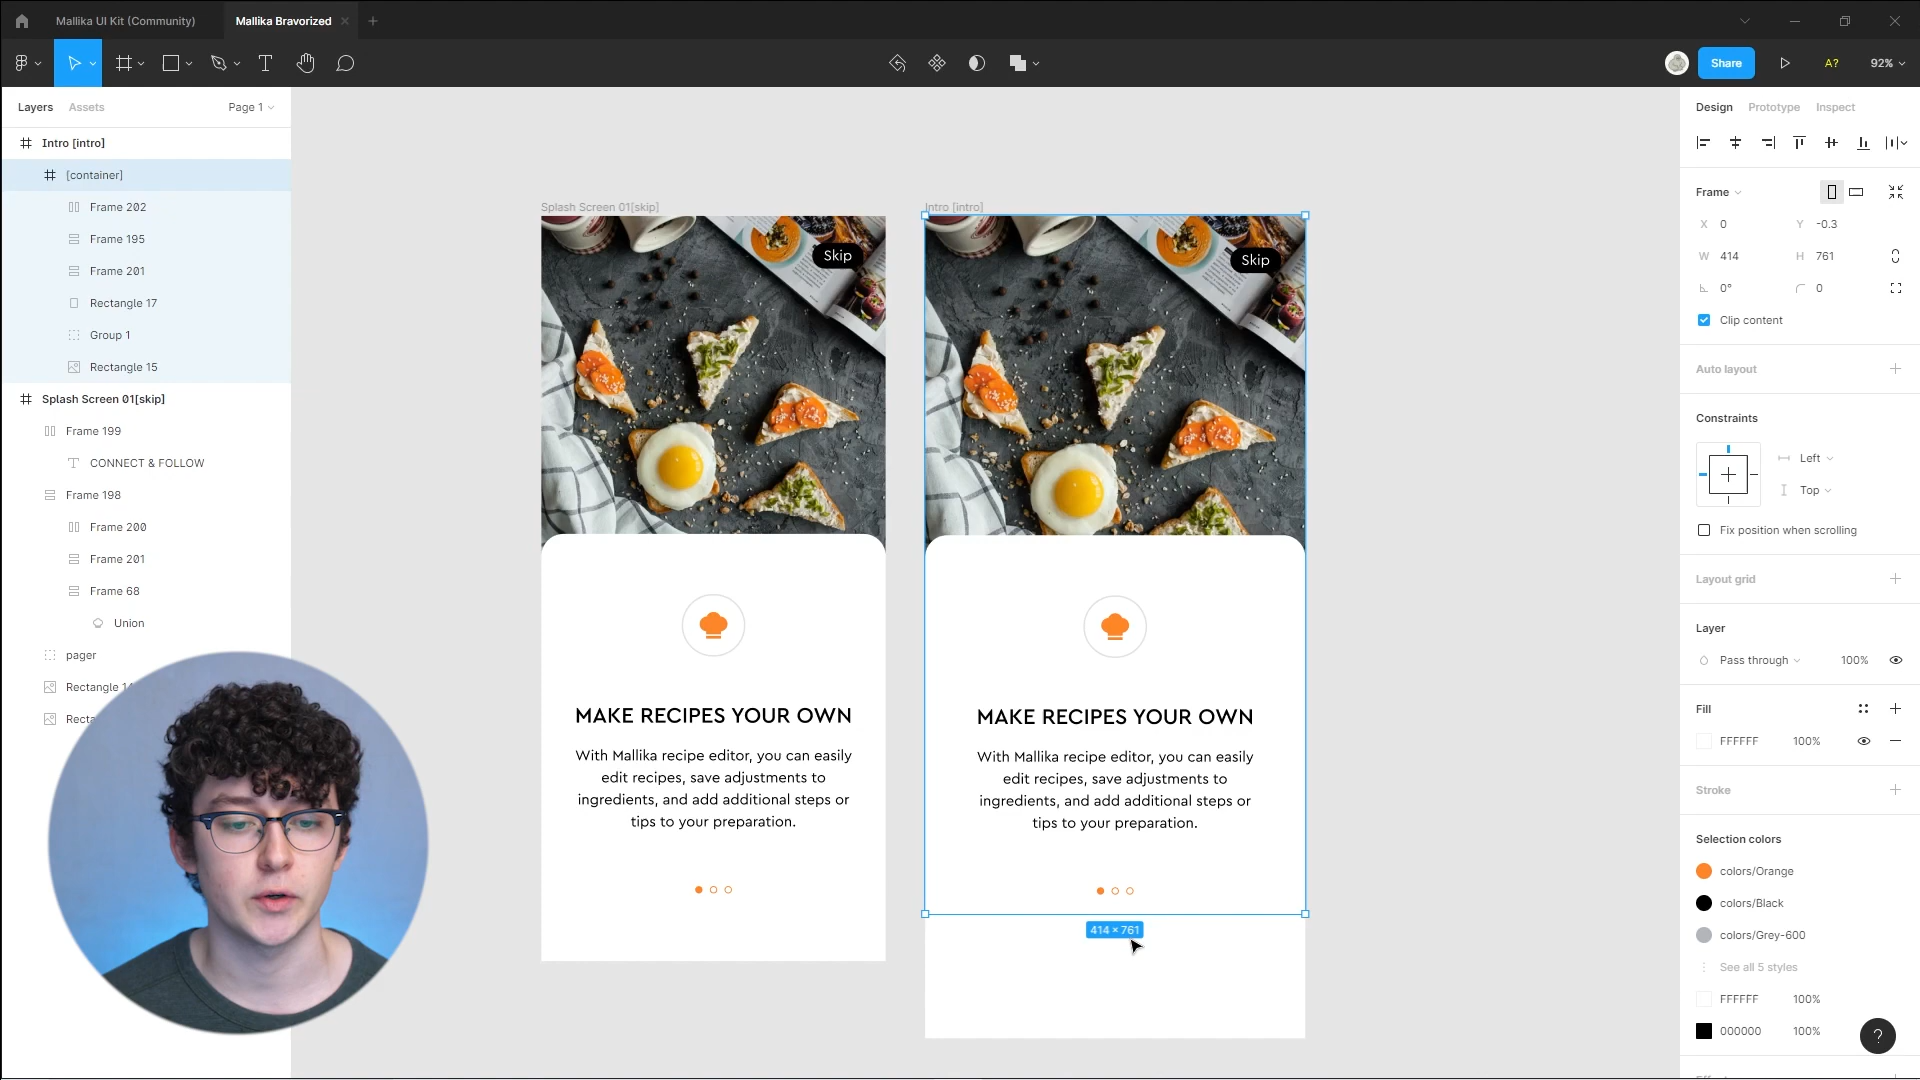 Mallika UI Kit (Community)
Mallika Bravorized
Share
A?
92%
Layers
Assets
Page 1
Intro [intro]
[container]
Frame 202
Frame 195
Frame 201
Rectangle 17
Group 1
Rectangle 15
Splash Screen 01[skip]
Frame 199
CONNECT & FOLLOW
Frame 198
Frame 200
Frame 201
Frame 68
Union
pager
Rectangle
Splash Screen 01[skip]
Skip
MAKE RECIPES YOUR OWN
With Mallika recipe editor, you can easily
edit recipes, save adjustments to
ingredients, and add additional steps or
tips to your preparation.
Intro [intro]
Skip
MAKE RECIPES YOUR OWN
With Mallika recipe editor, you can easily
edit recipes, save adjustments to
ingredients, and add additional steps or
tips to your preparation.
414 × 761
Design
Prototype
Inspect
Frame
X 0 Y -0.3
W 414 H 761
0° 0
Clip content
Auto layout
Constraints
Left
Top
Fix position when scrolling
Layout grid
Layer
Pass through 100%
Fill
FFFFFF 100%
Stroke
Selection colors
colors/Orange
colors/Black
colors/Grey-600
See all 5 styles
FFFFFF 100%
000000 100%
?